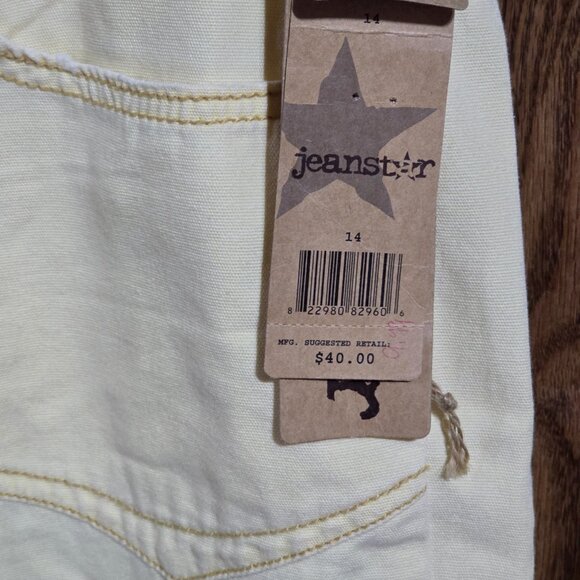 14
jeanstar
14
8 22980 82960 6
MFG. SUGGESTED RETAIL:
$40.00